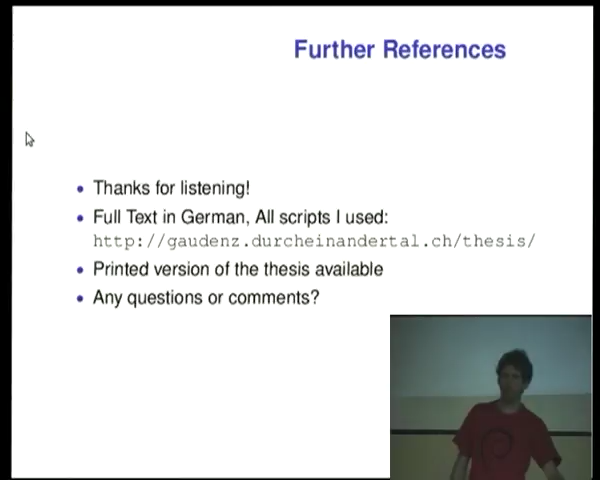 Further References
Thanks for listening!
Full Text in German, All scripts I used:
http://gaudenz.durcheinandertal.ch/thesis/
Printed version of the thesis available
Any questions or comments?